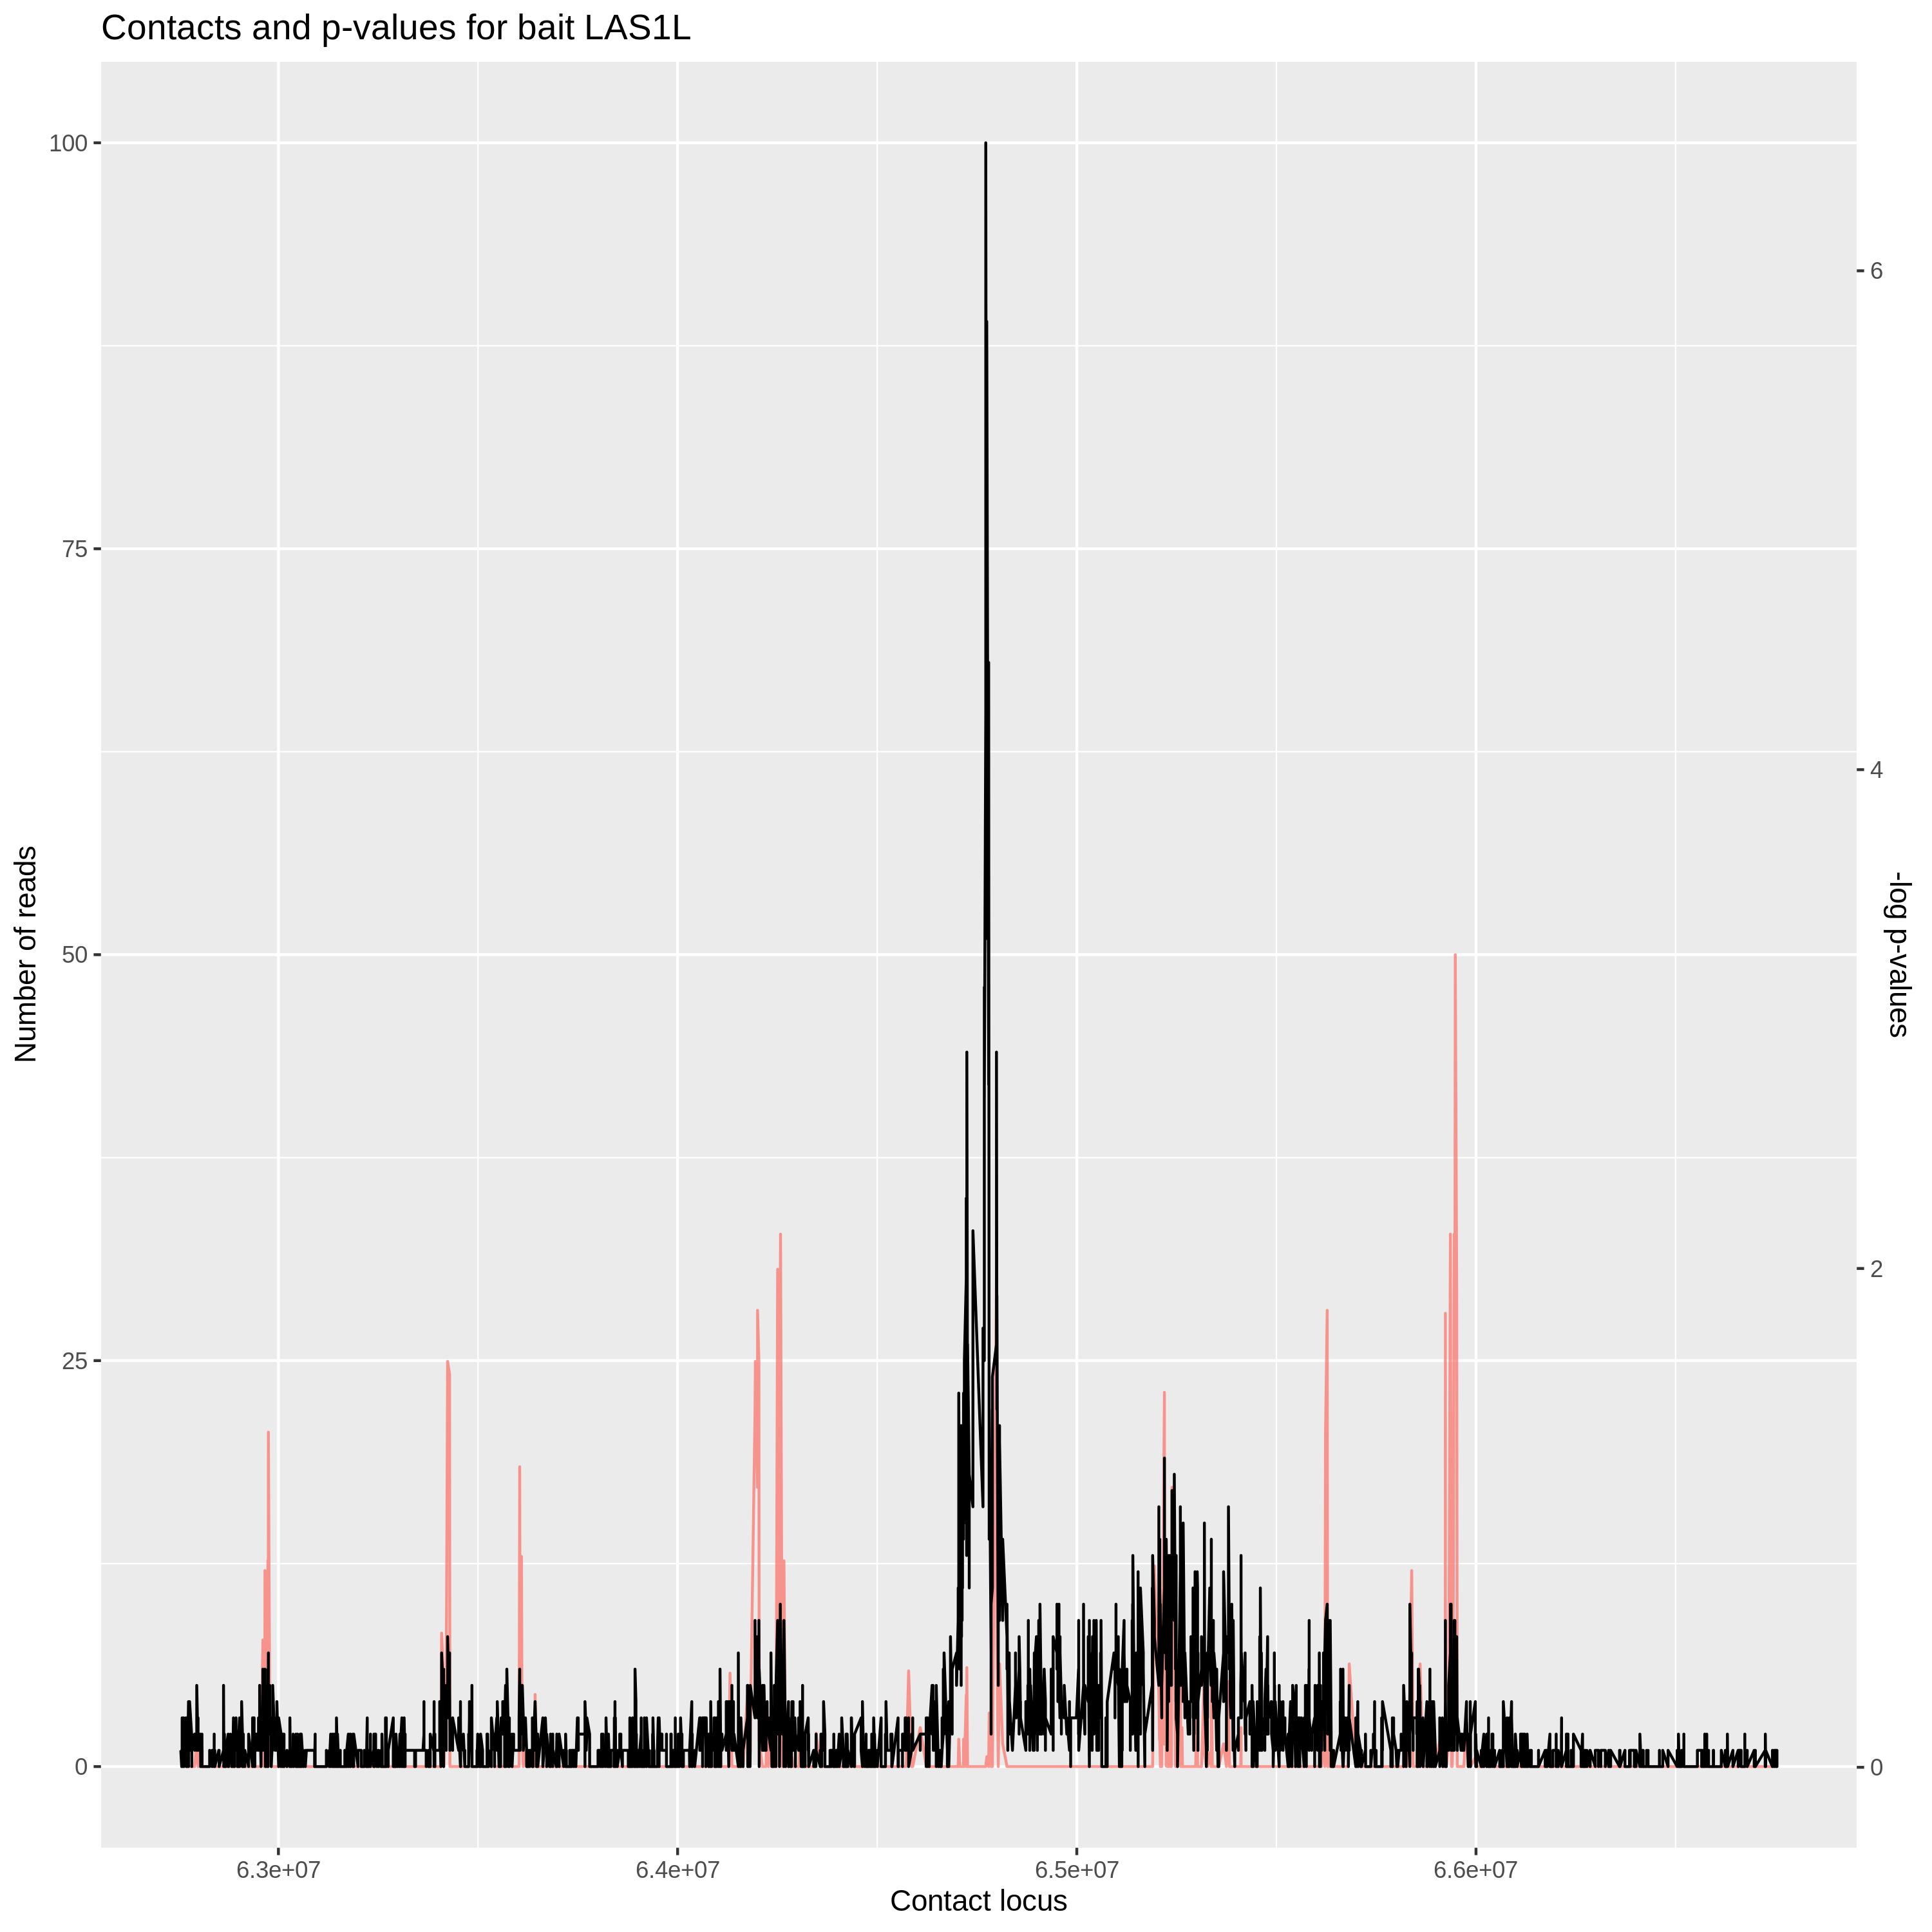 Contacts and p-values for bait LAS1L
100
75
50
25
0
Number of reads
6
4
2
0
-log p-values
6.3e+07
6.4e+07
6.5e+07
6.6e+07
Contact locus